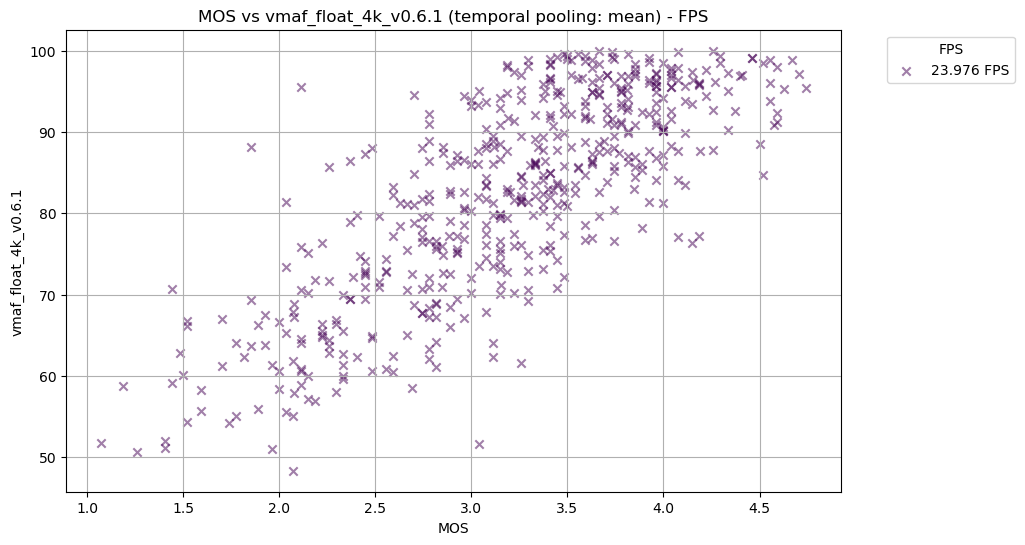 MOS vs vmaf_float_4k_v0.6.1 (temporal pooling: mean) - FPS
FPS
23.976 FPS
vmaf_float_4k_v0.6.1
100
90
80
70
60
50
1.0 1.5 2.0 2.5 3.0 3.5 4.0 4.5
MOS